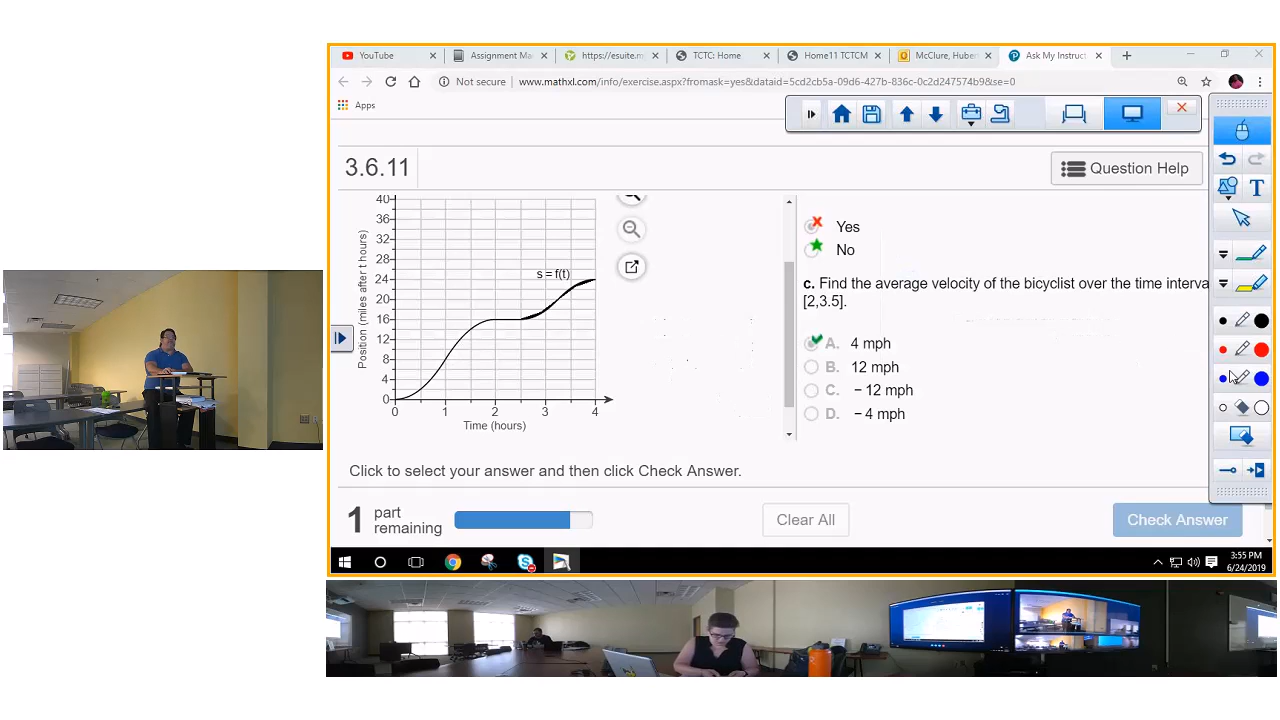 YouTube
Assignment Ma
https://esuite.m
TCTC: Home
Home11 TCTCM
McClure, Huber
Ask My Instruct
Not secure
www.mathxl.com/info/exercise.aspx?fromask=yes&dataid=5cd2cb5a-09d6-427b-836c-0c2d247574b9&se=0
Apps
3.6.11
Question Help
40
36
32
28
24
20
16
12
8
4
0
0 1 2 3 4
Position (miles after t hours)
Time (hours)
s = f(t)
Yes
No
c. Find the average velocity of the bicyclist over the time interva
[2,3.5].
A. 4 mph
B. 12 mph
C. − 12 mph
D. − 4 mph
Click to select your answer and then click Check Answer.
1 part
remaining
Clear All
Check Answer
T
3:55 PM
6/24/2019